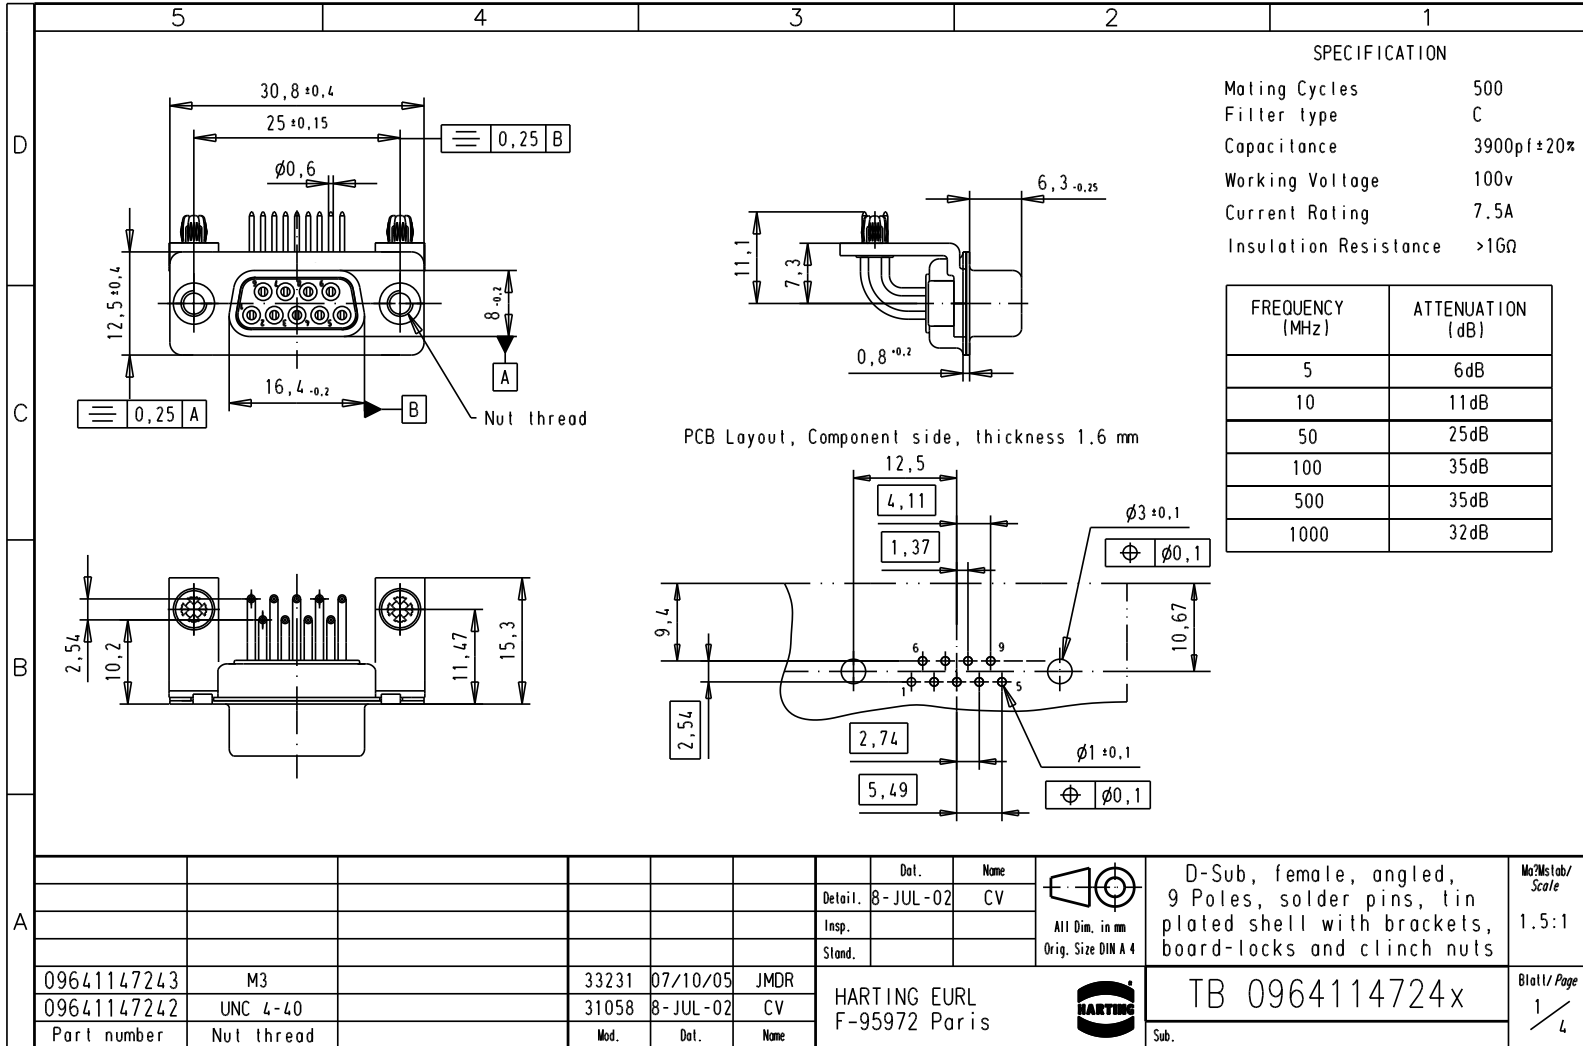 5 4 3 2 1
D
C
B
A
SPECIFICATION
Mating Cycles 500
Filter type C
Capacitance 3900pf±20%
Working Voltage 100v
Current Rating 7.5A
Insulation Resistance >1GΩ
FREQUENCY (MHz) ATTENUATION (dB)
5 6dB
10 11dB
50 25dB
100 35dB
500 35dB
1000 32dB
30,8 ±0,4
25 ±0,15
0,25 B
Ø0,6
12,5 ±0,4
8 -0,2
A
16,4 -0,2
B
0,25 A
Nut thread
6,3 -0,25
11,1
7,3
0,8 +0,2
PCB Layout, Component side, thickness 1.6 mm
12,5
4,11
1,37
Ø3 ±0,1
Ø0,1
9,4
10,67
6 9
1 5
2,54
2,74
5,49
Ø1 ±0,1
Ø0,1
2,54
10,2
11,47
15,3
Dat. Name
Detail. 8-JUL-02 CV
Insp.
Stand.
All Dim. in mm
Orig. Size DIN A 4
D-Sub, female, angled,
9 Poles, solder pins, tin
plated shell with brackets,
board-locks and clinch nuts
Ma?Mstab/
Scale
1.5:1
09641147243 M3 33231 07/10/05 JMDR
09641147242 UNC 4-40 31058 8-JUL-02 CV
Part number Nut thread Mod. Dat. Name
HARTING EURL
F-95972 Paris
HARTING
TB 0964114724x
Sub.
Blatt/Page
1/4